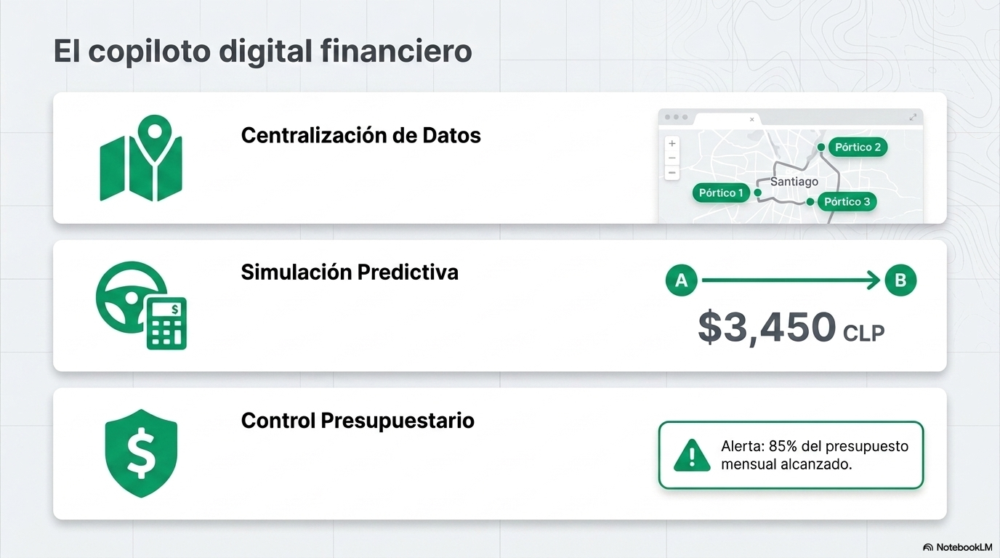 El copiloto digital financiero
Centralización de Datos
Pórtico 2
Santiago
Pórtico 1
Pórtico 3
Simulación Predictiva
A
B
$
$3,450 CLP
Control Presupuestario
$
Alerta: 85% del presupuesto
mensual alcanzado.
NotebookLM